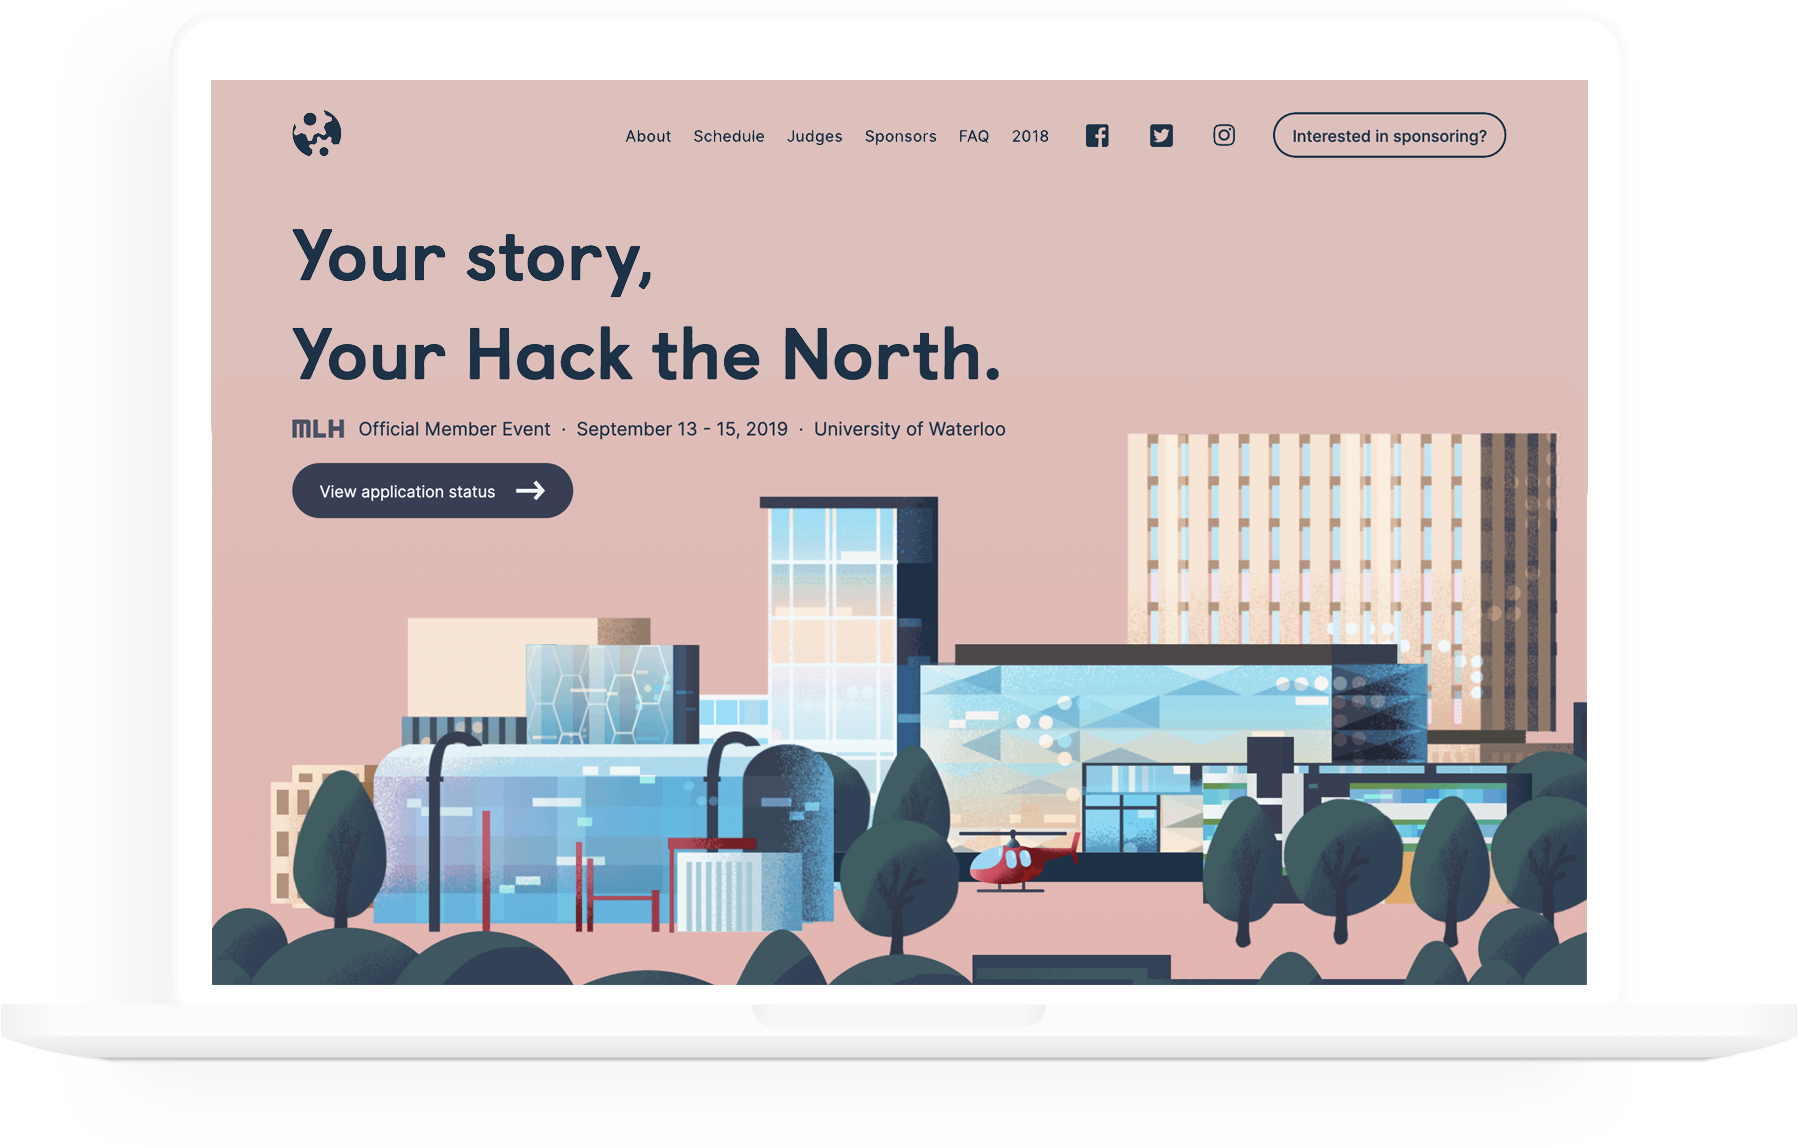 About Schedule Judges Sponsors FAQ 2018 Interested in sponsoring?
Your story,
Your Hack the North.
MLH Official Member Event · September 13 - 15, 2019 · University of Waterloo
View application status